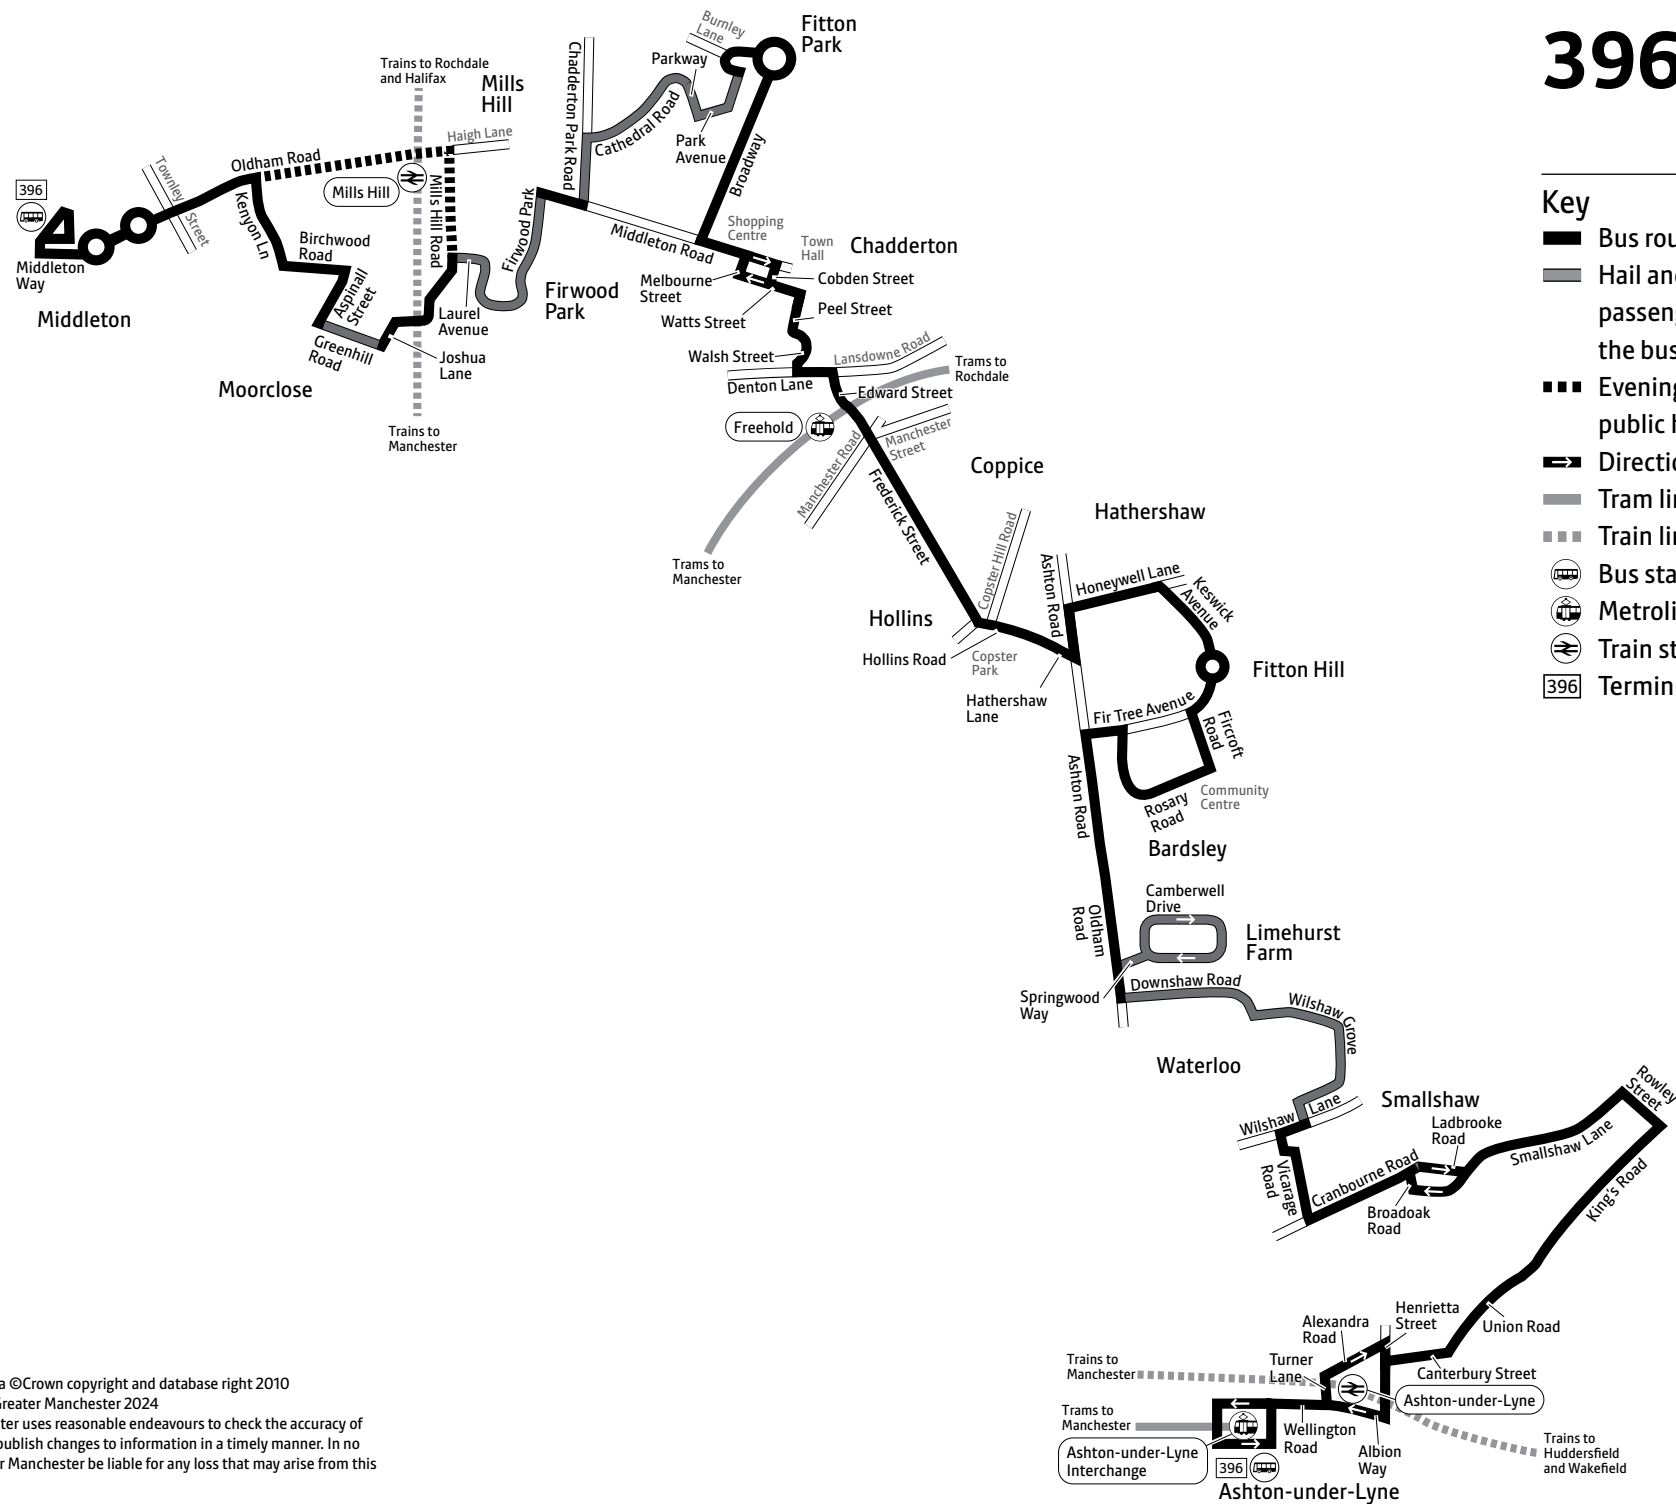 396
Fitton
Park
Burnley
Lane
Parkway
Chadderton Park Road
Cathedral Road
Park
Avenue
Broadway
Trains to Rochdale
and Halifax
Mills
Hill
Haigh Lane
Oldham Road
Townley
Street
Mills Hill
Mills Hill Road
396
Middleton
Way
Middleton
Kenyon Ln
Birchwood
Road
Aspinall
Street
Greenhill
Road
Moorclose
Joshua
Lane
Laurel
Avenue
Trains to
Manchester
Firwood Park
Firwood
Park
Middleton Road
Shopping
Centre
Town
Hall
Chadderton
Melbourne
Street
Cobden Street
Watts Street
Peel Street
Walsh Street
Lansdowne Road
Denton Lane
Trams to
Rochdale
Edward Street
Freehold
Manchester Road
Manchester
Street
Frederick Street
Trams to
Manchester
Coppice
Copster Hill Road
Hollins
Hollins Road
Copster
Park
Hathershaw
Lane
Hathershaw
Ashton Road
Honeywell Lane
Keswick
Avenue
Fitton Hill
Fir Tree Avenue
Fircroft
Road
Ashton Road
Rosary
Road
Community
Centre
Bardsley
Camberwell
Drive
Oldham
Road
Limehurst
Farm
Springwood
Way
Downshaw Road
Wilshaw Grove
Waterloo
Wilshaw Lane
Smallshaw
Ladbrooke
Road
Vicarage
Road
Cranbourne Road
Broadoak
Road
Smallshaw Lane
Rowley
Street
King's Road
Union Road
Henrietta
Street
Alexandra
Road
Turner
Lane
Canterbury Street
Ashton-under-Lyne
Trains to
Manchester
Trams to
Manchester
Ashton-under-Lyne
Interchange
Wellington
Road
Albion
Way
396
Ashton-under-Lyne
Trains to
Huddersfield
and Wakefield
Key
Bus rou
Hail and
passeng
the bus
Evening
public h
Directio
Tram lin
Train lin
Bus sta
Metroli
Train st
396 Termin
a ©Crown copyright and database right 2010
Greater Manchester 2024
ter uses reasonable endeavours to check the accuracy of
publish changes to information in a timely manner. In no
r Manchester be liable for any loss that may arise from this